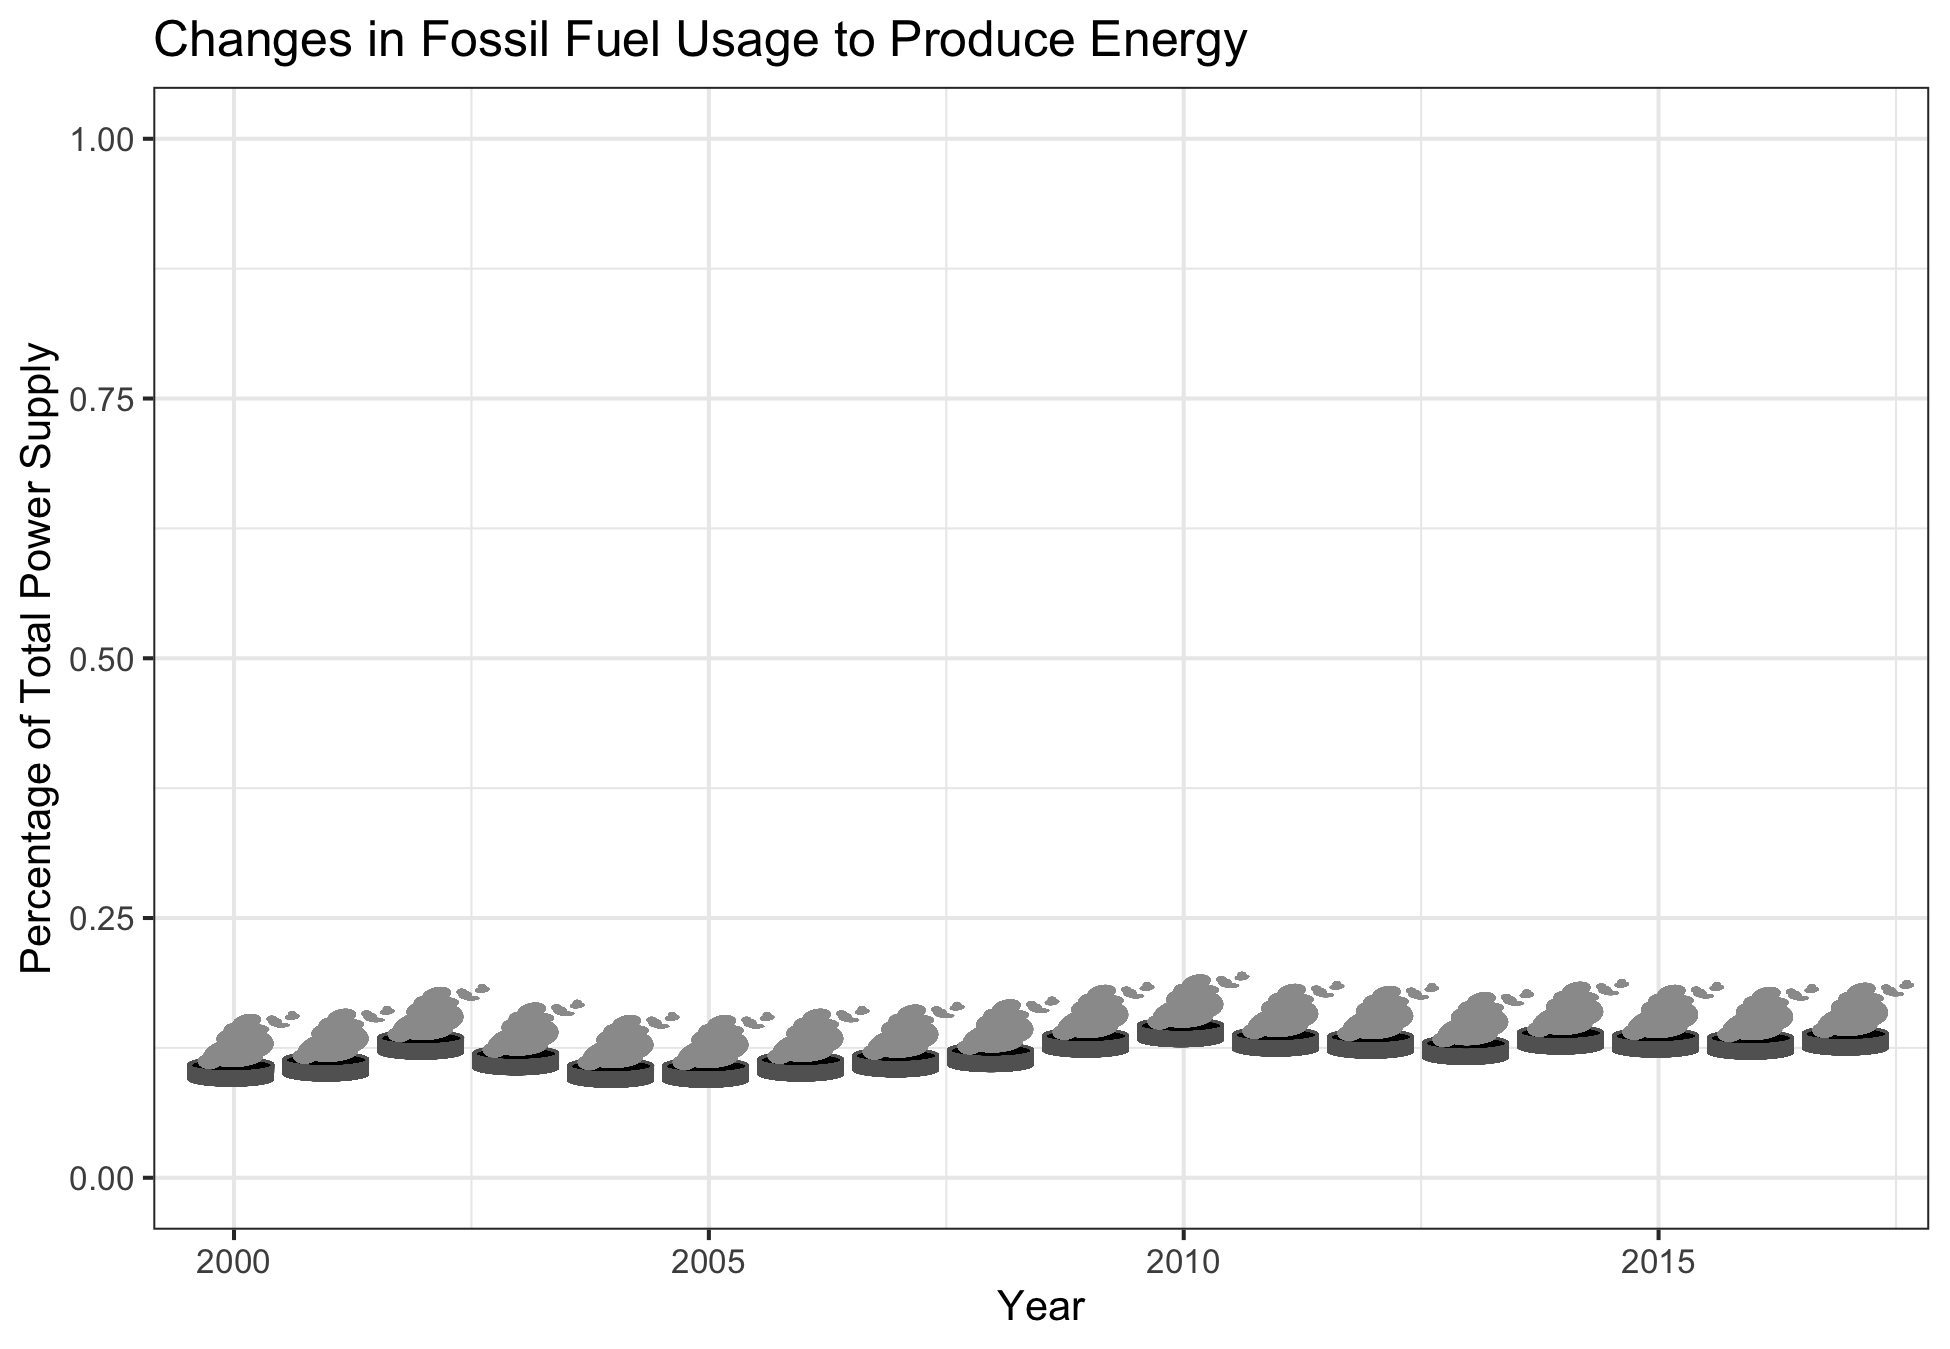 Changes in Fossil Fuel Usage to Produce Energy
Percentage of Total Power Supply
1.00
0.75
0.50
0.25
0.00
2000 2005 2010 2015
Year